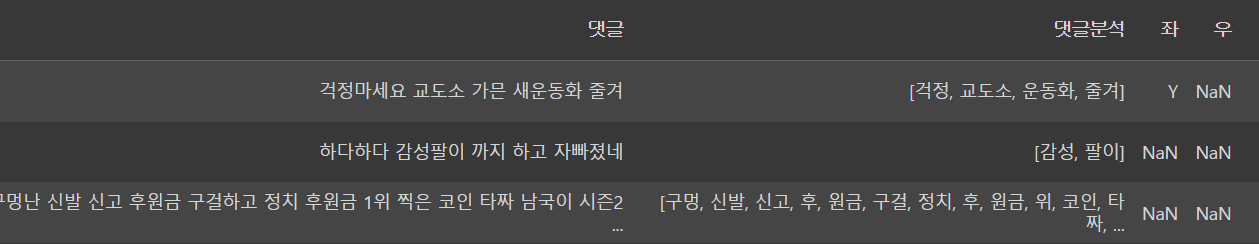 댓글 댓글분석 좌 우
걱정마세요 교도소 가믄 새운동화 줄겨 [걱정, 교도소, 운동화, 줄겨] Y NaN
하다하다 감성팔이 까지 하고 자빠졌네 [감성, 팔이] NaN NaN
구멍난 신발 신고 후원금 구걸하고 정치 후원금 1위 찍은 코인 타짜 남국이 시즌2 [구멍, 신발, 신고, 후, 원금, 구걸, 정치, 후, 원금, 위, 코인, 타 NaN NaN
... 짜, ...